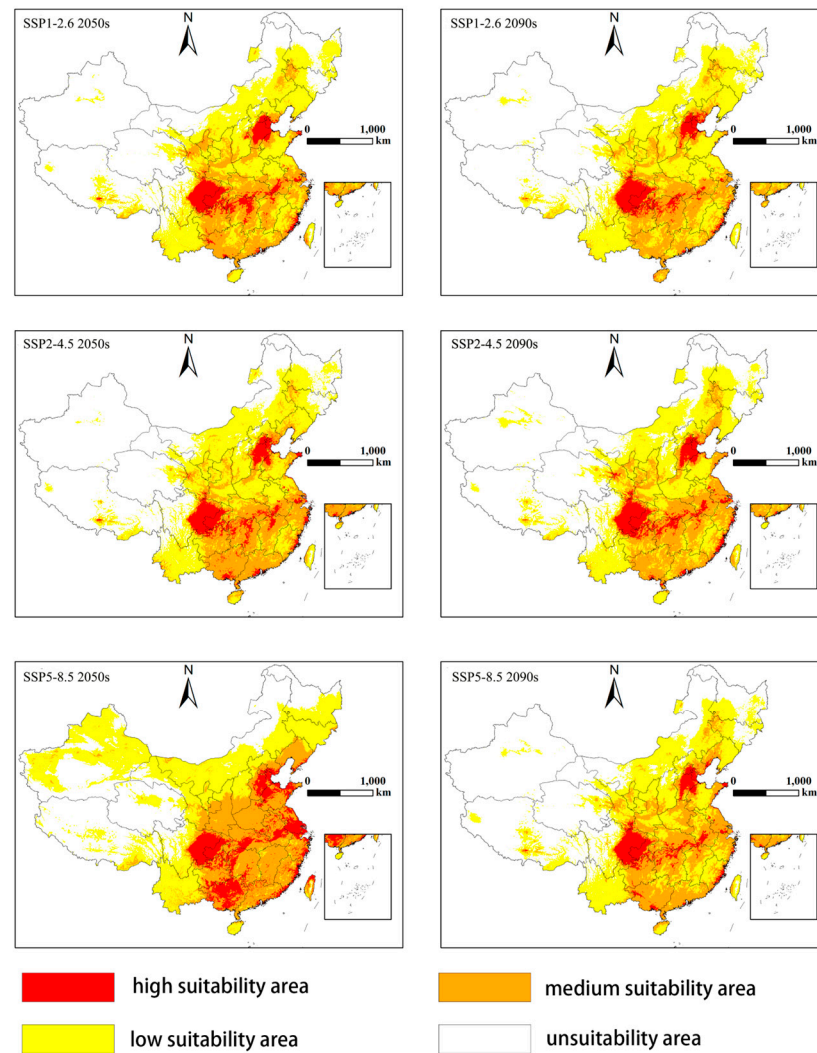 SSP1-2.6 2050s
N
0 1,000
km
SSP1-2.6 2090s
N
0 1,000
km
SSP2-4.5 2050s
N
0 1,000
km
SSP2-4.5 2090s
N
0 1,000
km
SSP5-8.5 2050s
N
0 1,000
km
SSP5-8.5 2090s
N
0 1,000
km
high suitability area
medium suitability area
low suitability area
unsuitability area